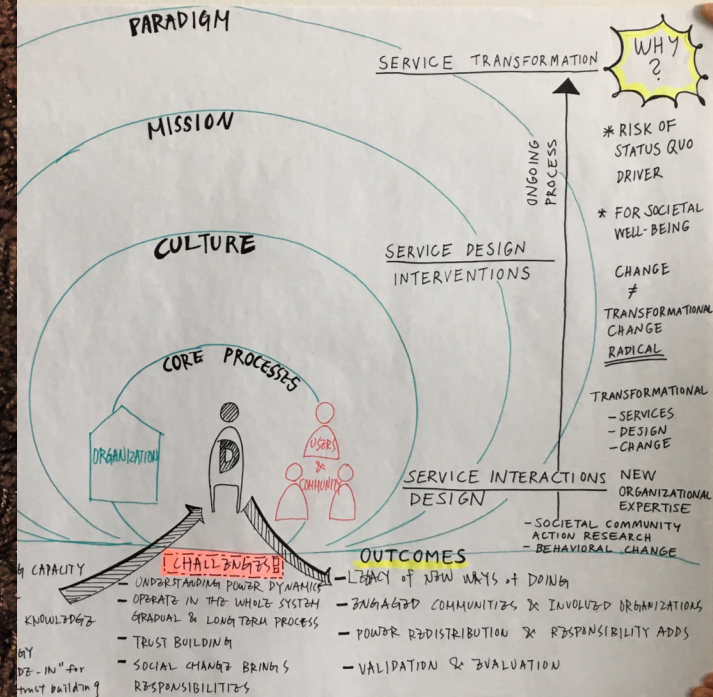 PARADIGM
SERVICE TRANSFORMATION
WHY
?
MISSION
ONGOING
PROCESS
* RISK OF
STATUS QUO
DRIVER
* FOR SOCIETAL
WELL-BEING
CULTURE
SERVICE DESIGN
INTERVENTIONS
CHANGE
≠
TRANSFORMATIONAL
CHANGE
RADICAL
CORE PROCESSES
TRANSFORMATIONAL
- SERVICES
- DESIGN
- CHANGE
ORGANIZATION
D
USERS
&
COMMUNITY
SERVICE INTERACTIONS
DESIGN
NEW
ORGANIZATIONAL
EXPERTISE
- SOCIETAL COMMUNITY
ACTION RESEARCH
- BEHAVIORAL CHANGE
G CAPACITY
KNOWLEDGE
GY
DE-IN" for
trust building
CHALLENGES
- UNDERSTANDING POWER DYNAMICS
- OPERATE IN THE WHOLE SYSTEM
GRADUAL & LONG TERM PROCESS
- TRUST BUILDING
- SOCIAL CHANGE BRINGS
RESPONSIBILITIES
OUTCOMES
- LEGACY of NEW WAYS of DOING
- ENGAGED COMMUNITIES & INVOLVED ORGANIZATIONS
- POWER REDISTRIBUTION & RESPONSIBILITY ADDS
- VALIDATION & EVALUATION